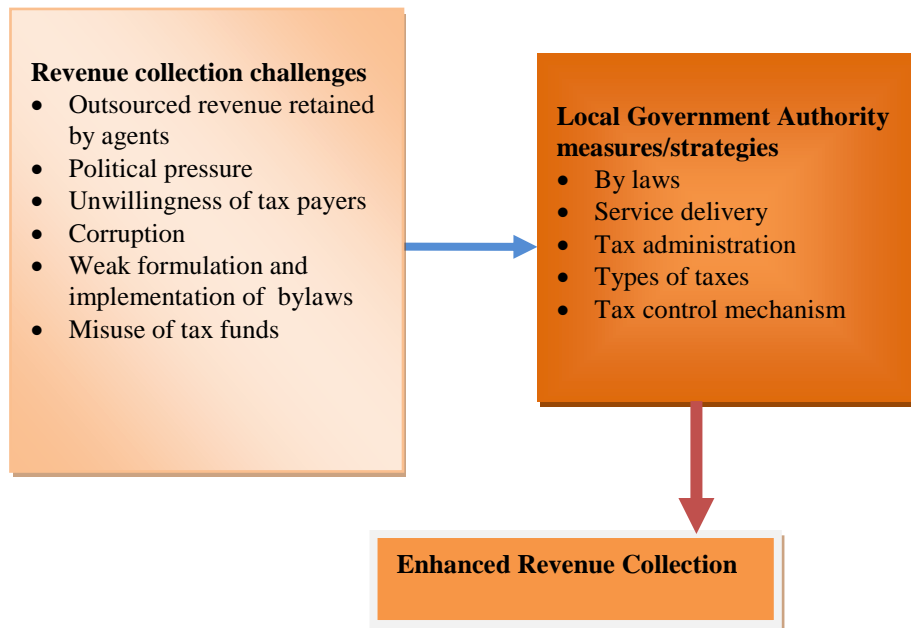 Revenue collection challenges
• Outsourced revenue retained
by agents
• Political pressure
• Unwillingness of tax payers
• Corruption
• Weak formulation and
implementation of bylaws
• Misuse of tax funds
Local Government Authority
measures/strategies
• By laws
• Service delivery
• Tax administration
• Types of taxes
• Tax control mechanism
Enhanced Revenue Collection